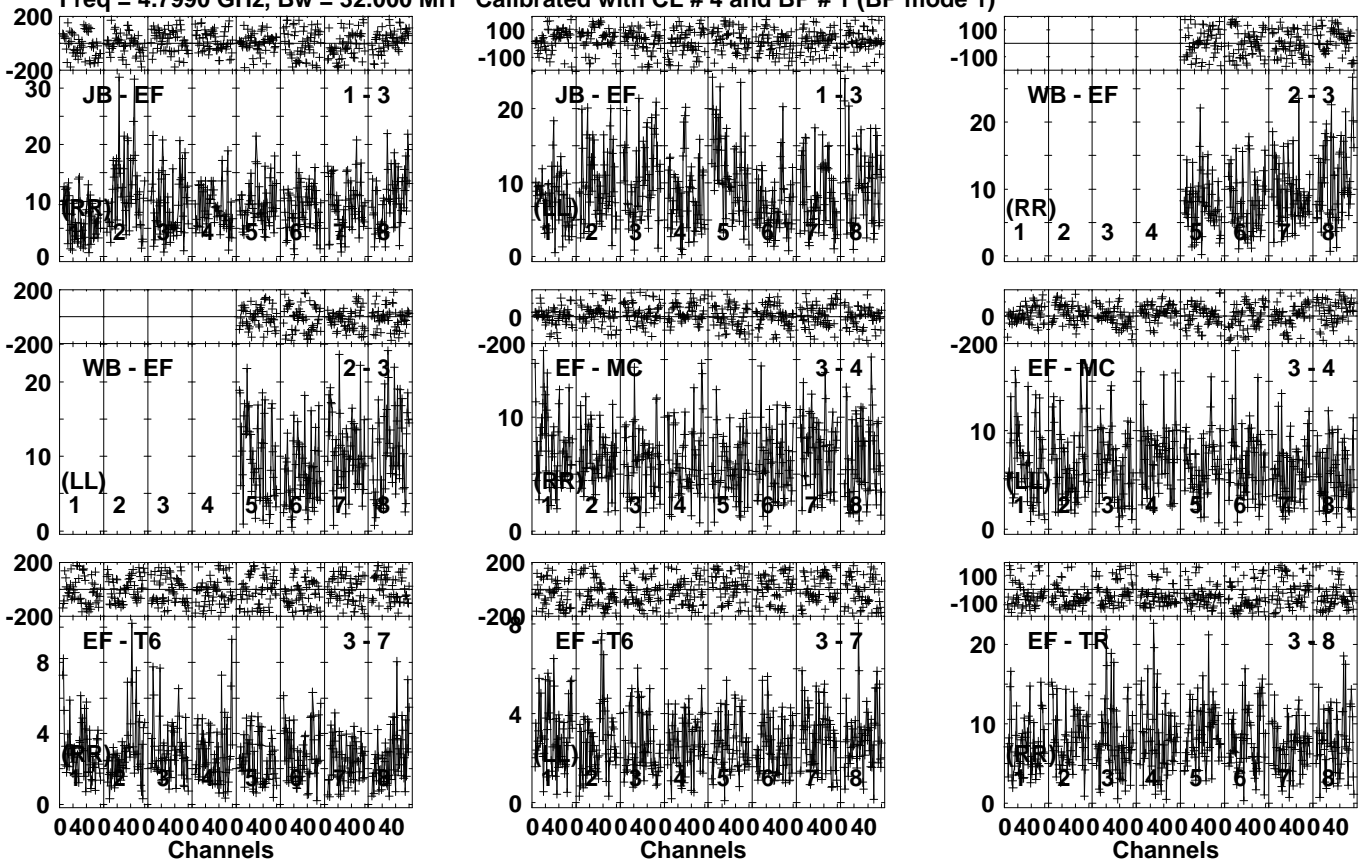 Freq = 4.7990 GHz, Bw = 32.000 MH Calibrated with CL # 4 and BP # 1 (BP mode 1)
100
-100
-200 100 -100
30 JB - EF 1 - 3 JB - EF 1 - 3 WB - EF 2 - 3
20 20 20
10 10 10
(RR) (LL) (RR)
1 2 3 4 5 6 7 8 1 2 3 4 5 6 7 8 1 2 3 4 5 6 7 8
0 0 0
200 0 0
-200 -200 -200
WB - EF 2 - 3 EF - MC 3 - 4 EF - MC 3 - 4
20 10 10
10
(LL) (RR) (LL)
1 2 3 4 5 6 7 8 1 2 3 4 5 6 7 8 1 2 3 4 5 6 7 8
0 0 0
200 200 100
-200 -200 -100
EF - T6 3 - 7 EF - T6 3 - 7 EF - TR 3 - 8
8 8 20
4 4 10
(RR) (LL) (RR)
1 2 3 4 5 6 7 8 1 2 3 4 5 6 7 8 1 2 3 4 5 6 7 8
0 0 0
0 40 0 40 0 40 0 40 0 40 0 40 0 40 0 40 0 40 0 40 0 40 0 40 0 40 0 40 0 40 0 40 0 40 0 40 0 40 0 40 0 40 0 40 0 40 0 40
Channels Channels Channels